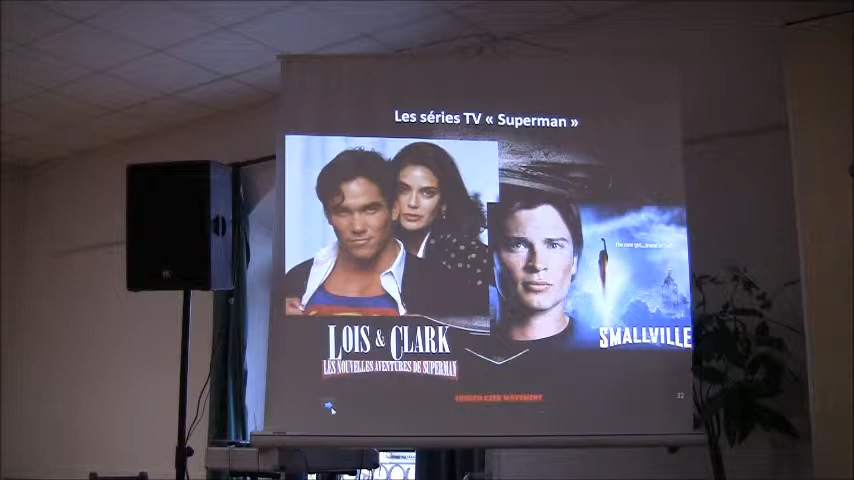 Les séries TV « Superman »
LOIS & CLARK
LES NOUVELLES AVENTURES DE SUPERMAN
SMALLVILLE
32